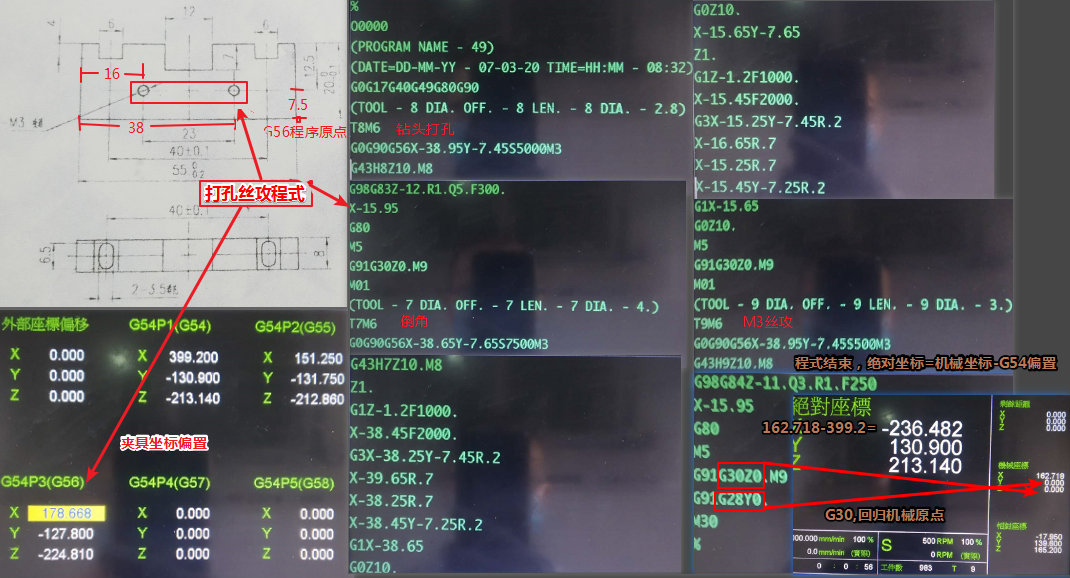 12
6
6
4
16
7
12.5
20-0.1
7.5
M3
38
23
G56程序原点
40±0.1
55
打孔丝攻程式
40±0.1
6.5
8
外部座標偏移
G54P1(G54)
G54P2(G55)
X 0.000
X 399.200
X 151.250
Y 0.000
Y -130.900
Y -131.750
Z 0.000
Z -213.140
Z -212.860
夹具坐标偏置
G54P3(G56)
G54P4(G57)
G54P5(G58)
X 178.668
X 0.000
X 0.000
Y -127.800
Y 0.000
Y 0.000
Z -224.810
Z 0.000
Z 0.000
%
O0000
(PROGRAM NAME - 49)
(DATE=DD-MM-YY - 07-03-20 TIME=HH:MM - 08:32)
G0G17G40G49G80G90
(TOOL - 8 DIA. OFF. - 8 LEN. - 8 DIA. - 2.8)
T8M6 钻头打孔
G0G90G56X-38.95Y-7.45S5000M3
G43H8Z10.M8
G98G83Z-12.R1.Q5.F300.
X-15.95
G80
M5
G91G30Z0.M9
M01
(TOOL - 7 DIA. OFF. - 7 LEN. - 7 DIA. - 4.)
T7M6 倒角
G0G90G56X-38.65Y-7.65S7500M3
G43H7Z10.M8
Z1.
G1Z-1.2F1000.
X-38.45F2000.
G3X-38.25Y-7.45R.2
X-39.65R.7
X-38.25R.7
X-38.45Y-7.25R.2
G1X-38.65
G0Z10.
G0Z10.
X-15.65Y-7.65
Z1.
G1Z-1.2F1000.
X-15.45F2000.
G3X-15.25Y-7.45R.2
X-16.65R.7
X-15.25R.7
X-15.45Y-7.25R.2
G1X-15.65
G0Z10.
M5
G91G30Z0.M9
M01
(TOOL - 9 DIA. OFF. - 9 LEN. - 9 DIA. - 3.)
T9M6 M3丝攻
G0G90G56X-38.95Y-7.45S500M3
G43H9Z10.M8
程式结束，绝对坐标=机械坐标-G54偏置
G98G84Z-11.Q3.R1.F250
X-15.95
G80
M5
G91G30Z0.M9
G91G28Y0.
M30
%
絕對座標
162.718-399.2=
-236.482
Y 130.900
Z 213.140
G30,回归机械原点
剩餘距離
X 0.000
Y 0.000
Z 0.000
機械座標
X 162.718
Y 0.000
Z 0.000
相對座標
X -17.950
Y 139.600
Z 165.200
mm/min 100 %
0.0 mm/min (實際)
0 : 0 : 56
S 500 RPM 100 %
0 RPM (實際)
工件數 983 T 9